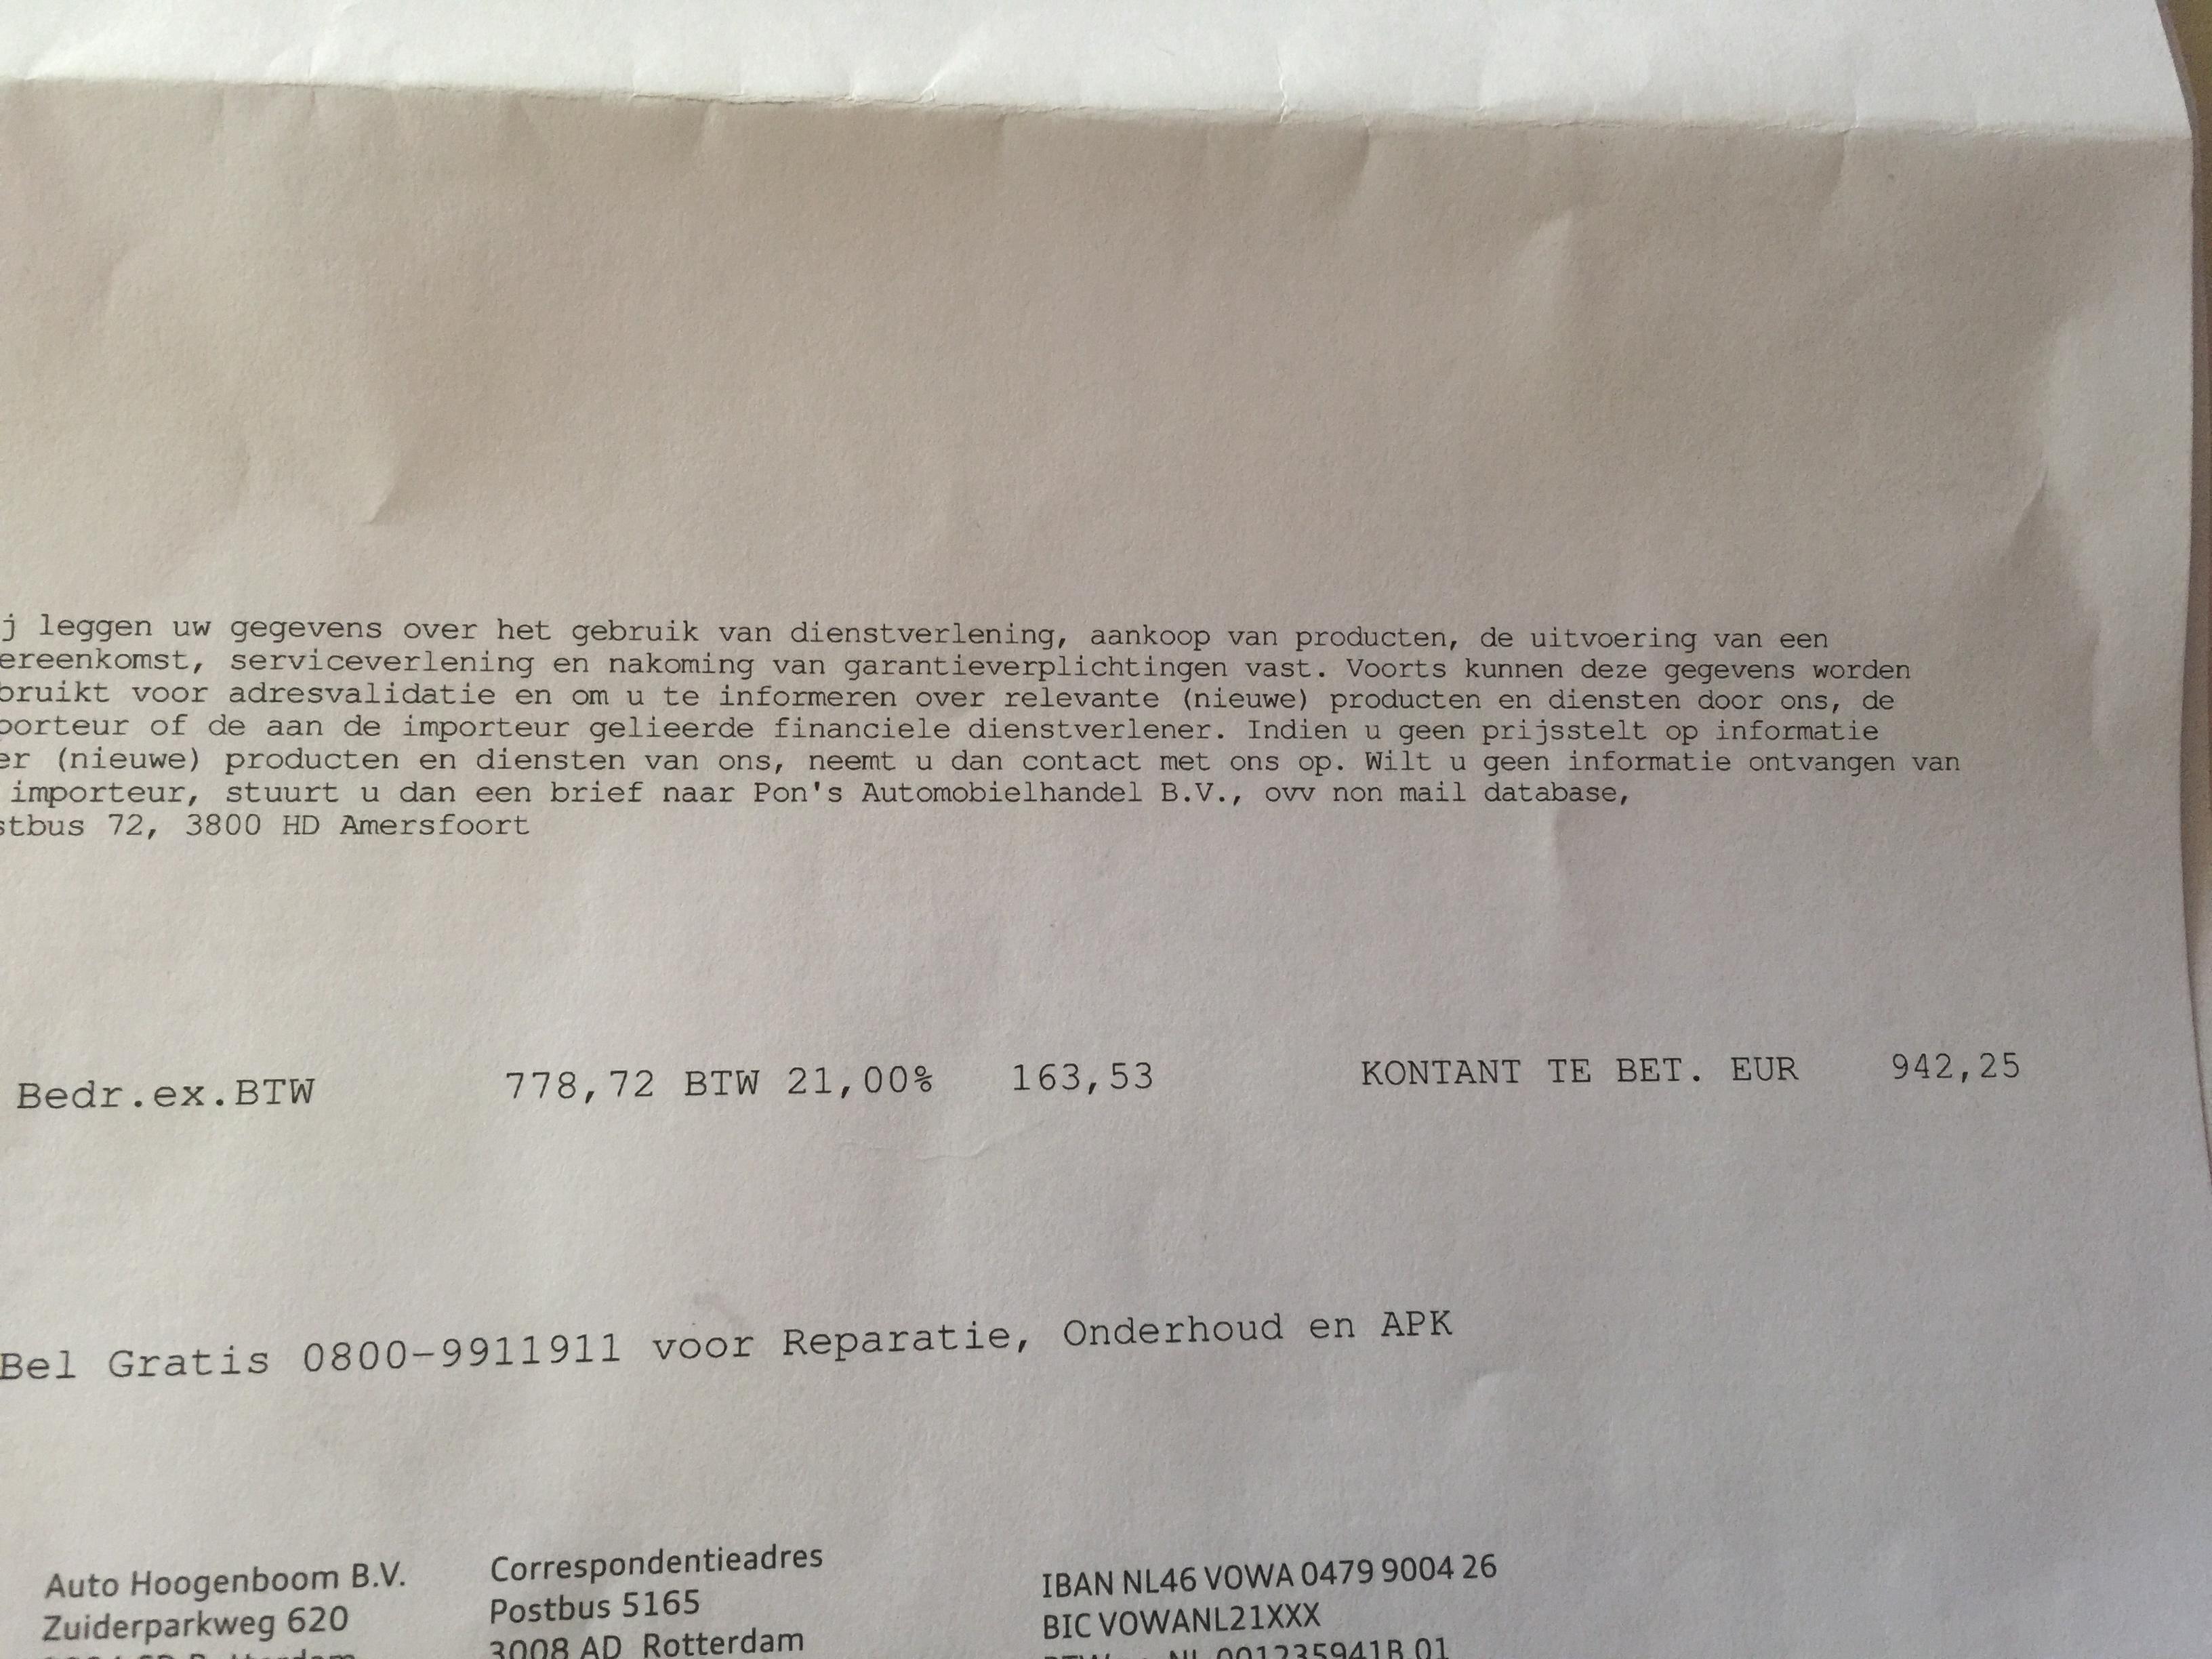 j leggen uw gegevens over het gebruik van dienstverlening, aankoop van producten, de uitvoering van een
ereenkomst, serviceverlening en nakoming van garantieverplichtingen vast. Voorts kunnen deze gegevens worden
bruikt voor adresvalidatie en om u te informeren over relevante (nieuwe) producten en diensten door ons, de
porteur of de aan de importeur gelieerde financiele dienstverlener. Indien u geen prijsstelt op informatie
er (nieuwe) producten en diensten van ons, neemt u dan contact met ons op. Wilt u geen informatie ontvangen van
importeur, stuurt u dan een brief naar Pon's Automobielhandel B.V., ovv non mail database,
stbus 72, 3800 HD Amersfoort
Bedr.ex.BTW 778,72 BTW 21,00% 163,53 KONTANT TE BET. EUR 942,25
Bel Gratis 0800-9911911 voor Reparatie, Onderhoud en APK
Auto Hoogenboom B.V.
Zuiderparkweg 620
Correspondentieadres
Postbus 5165
3008 AD Rotterdam
IBAN NL46 VOWA 0479 9004 26
BIC VOWANL21XXX
NL 001235941B 01